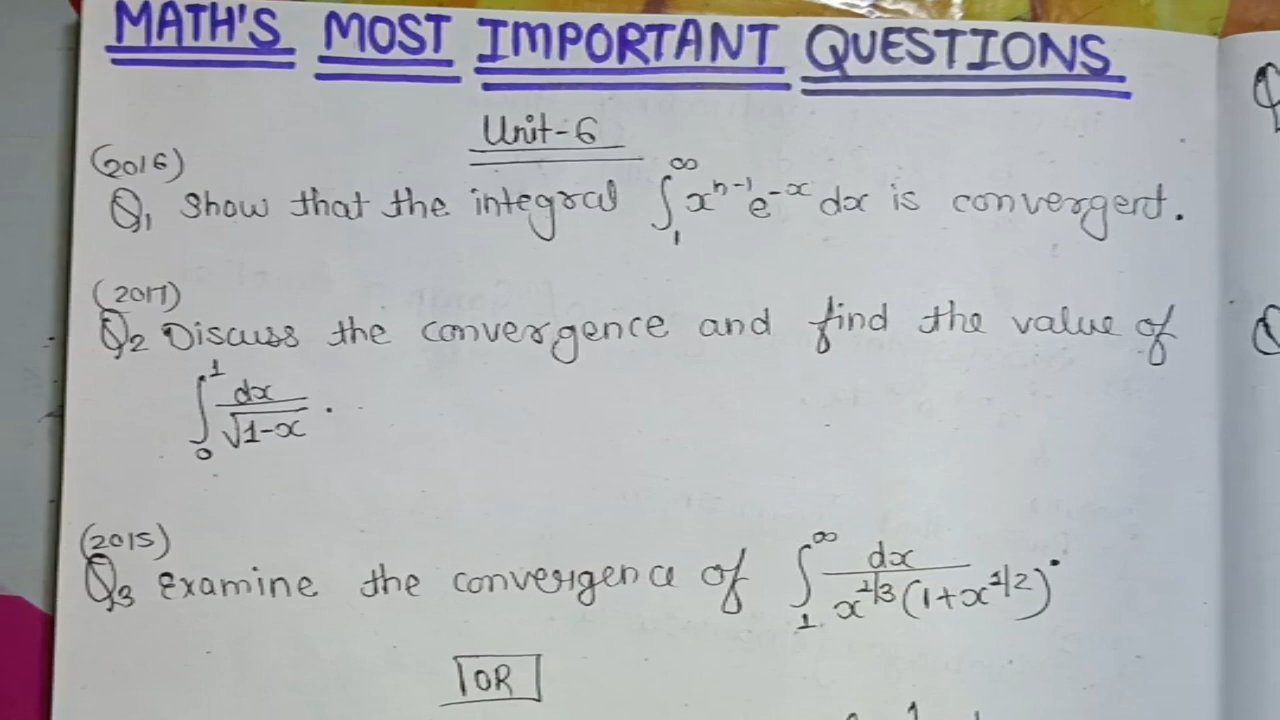 MATH'S MOST IMPORTANT QUESTIONS
Unit-6
(2016)
Q1 Show that the integral ∫₁^∞ x^(n-1) e^(-x) dx is convergent.
(2017)
Q2 Discuss the convergence and find the value of
∫₀^1 dx/√(1-x) .
(2015)
Q3 Examine the convergence of ∫₁^∞ dx/(x^(1/3)(1+x^(1/2))) .
OR